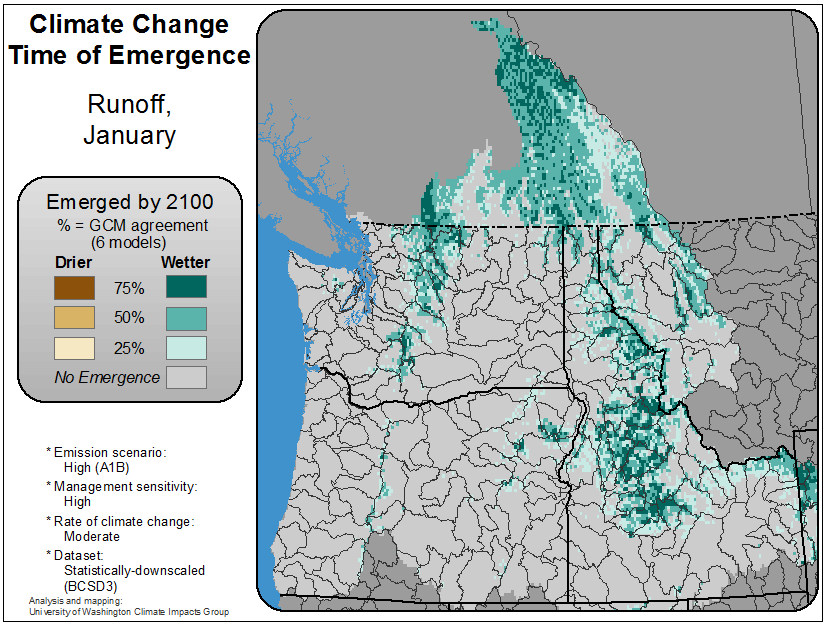 Climate Change
Time of Emergence
Runoff,
January
Emerged by 2100
% = GCM agreement
(6 models)
Drier Wetter
75%
50%
25%
No Emergence
* Emission scenario:
High (A1B)
* Management sensitivity:
High
* Rate of climate change:
Moderate
* Dataset:
Statistically-downscaled
(BCSD3)
Analysis and mapping:
University of Washington Climate Impacts Group